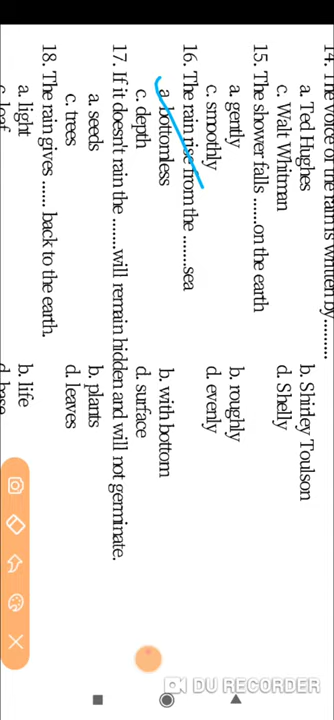 14. The voice of the rain is written by..........
a. Ted Hughes b. Shirley Toulson
c. Walt Whitman d. Shelly
15. The shower falls ......on the earth
a. gently b. roughly
c. smoothly d. evenly
16. The rain rise from the .......sea
a. bottomless b. with bottom
c. depth d. surface
17. If it doesn't rain the ........will remain hidden and will not germinate.
a. seeds b. plants
c. trees d. leaves
18. The rain gives ...... back to the earth.
a. light b. life
c. leaf d. base
DU RECORDER